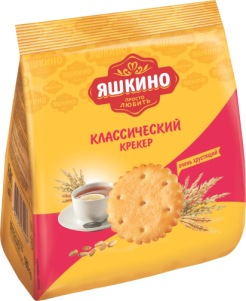 ЯШКИНО
ПРОСТО
ЛЮБИТЬ
КЛАССИЧЕСКИЙ
КРЕКЕР
очень хрустящий